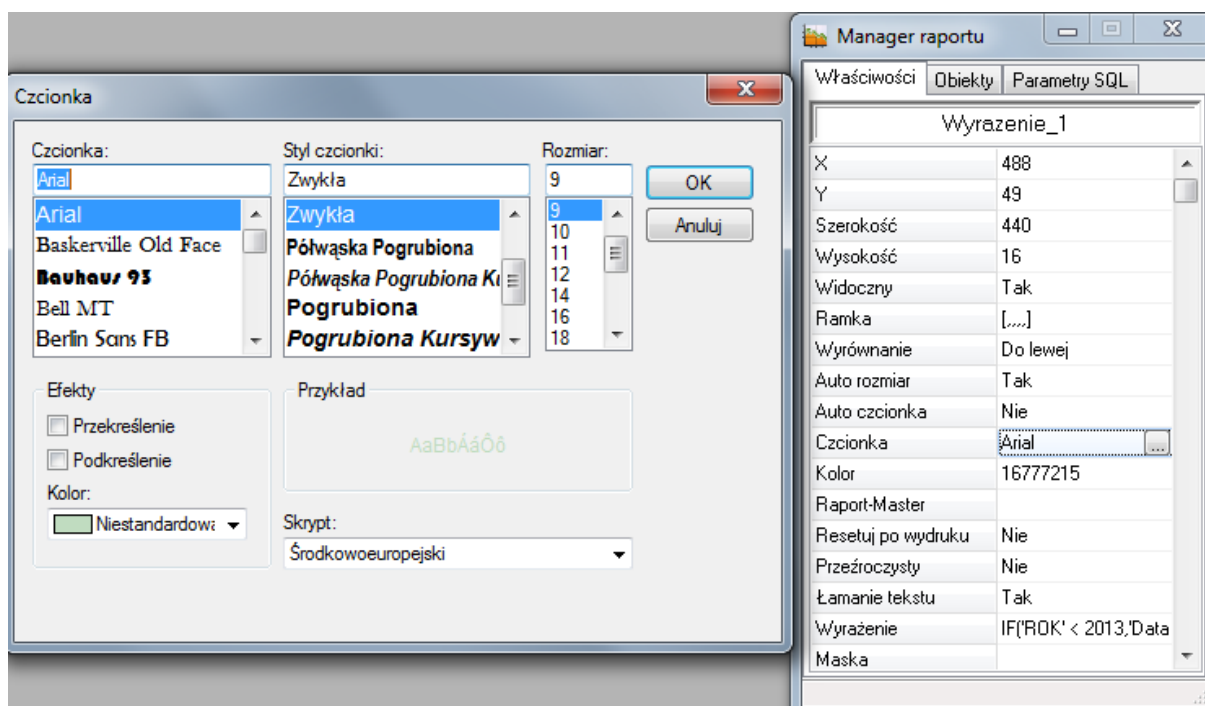 Czcionka
Czcionka:
Arial
Arial
Baskerville Old Face
Bauhaus 93
Bell MT
Berlin Sans FB
Styl czcionki:
Zwykła
Zwykła
Półwąska Pogrubiona
Półwąska Pogrubiona Ku
Pogrubiona
Pogrubiona Kursyw
Rozmiar:
9
9
10
11
12
14
16
18
OK
Anuluj
Efekty
Przekreślenie
Podkreślenie
Kolor:
Niestandardowa
Przykład
AaBbÁáÔô
Skrypt:
Środkowoeuropejski
Manager raportu
Właściwości Obiekty Parametry SQL
Wyrazenie_1
X 488
Y 49
Szerokość 440
Wysokość 16
Widoczny Tak
Ramka [,,,,]
Wyrównanie Do lewej
Auto rozmiar Tak
Auto czcionka Nie
Czcionka Arial ...
Kolor 16777215
Raport-Master
Resetuj po wydruku Nie
Przeźroczysty Nie
Łamanie tekstu Tak
Wyrażenie IF('ROK' < 2013,'Data
Maska